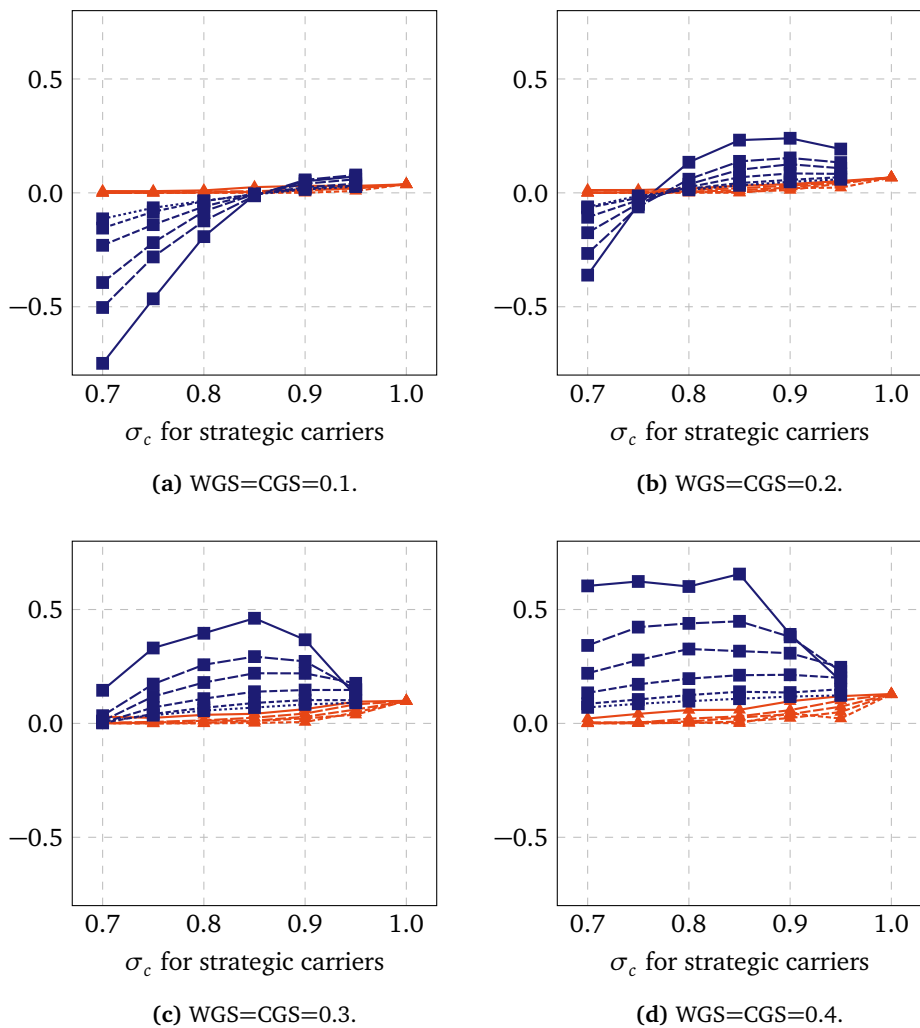 0.5
0.0
−0.5
0.7 0.8 0.9 1.0
σc for strategic carriers
(a) WGS=CGS=0.1.
0.5
0.0
−0.5
0.7 0.8 0.9 1.0
σc for strategic carriers
(b) WGS=CGS=0.2.
0.5
0.0
−0.5
0.7 0.8 0.9 1.0
σc for strategic carriers
(c) WGS=CGS=0.3.
0.5
0.0
−0.5
0.7 0.8 0.9 1.0
σc for strategic carriers
(d) WGS=CGS=0.4.